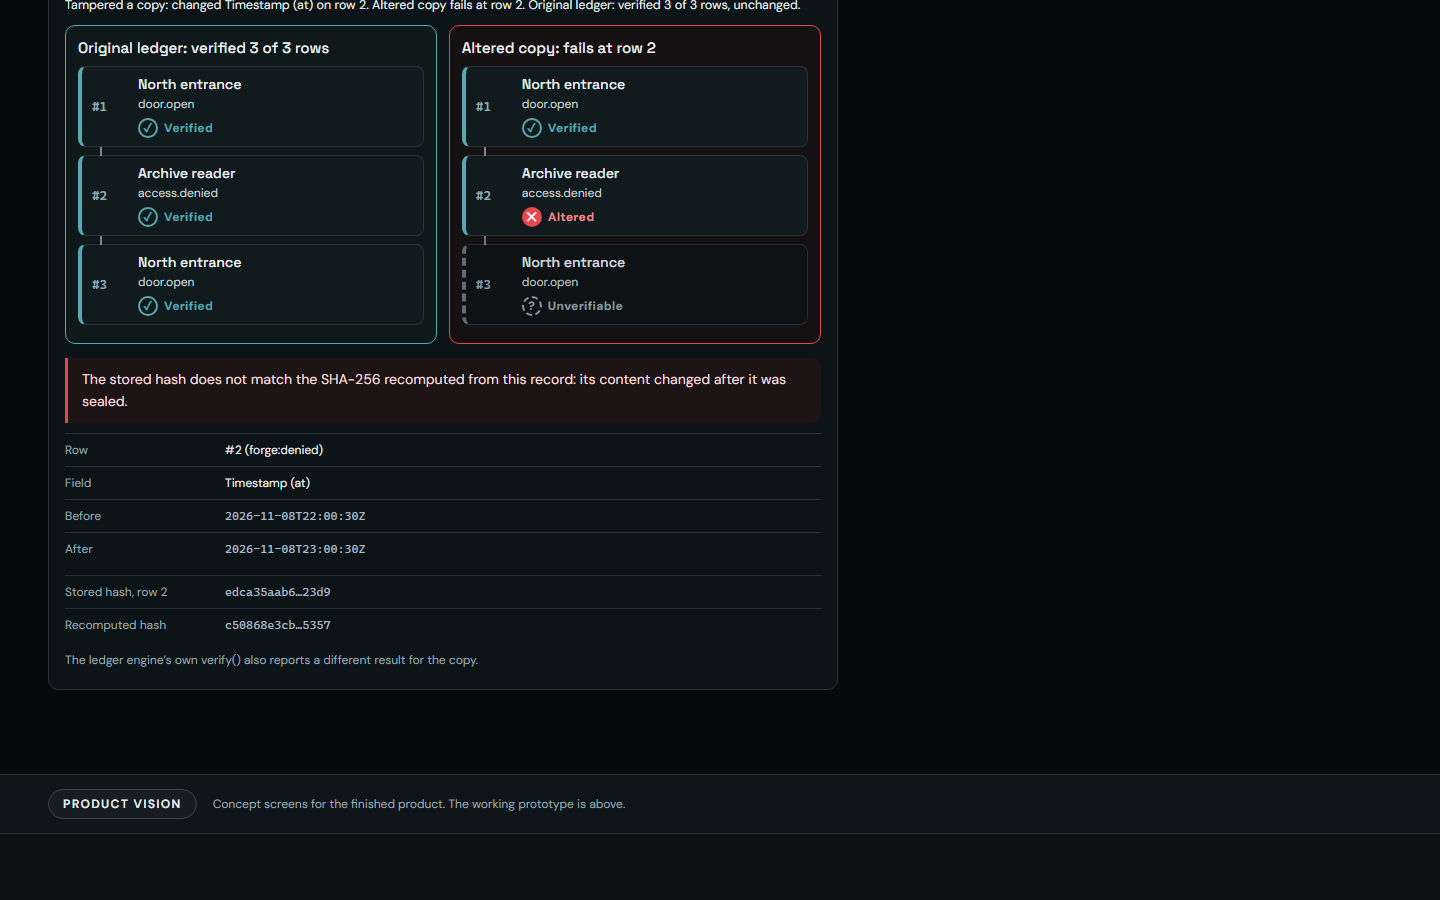 Tampered a copy: changed Timestamp (at) on row 2. Altered copy fails at row 2. Original ledger: verified 3 of 3 rows, unchanged.
Original ledger: verified 3 of 3 rows
#1
North entrance
door.open
Verified
#2
Archive reader
access.denied
Verified
#3
North entrance
door.open
Verified
Altered copy: fails at row 2
#1
North entrance
door.open
Verified
#2
Archive reader
access.denied
Altered
#3
North entrance
door.open
? Unverifiable
The stored hash does not match the SHA-256 recomputed from this record: its content changed after it was
sealed.
Row #2 (forge:denied)
Field Timestamp (at)
Before 2026-11-08T22:00:30Z
After 2026-11-08T23:00:30Z
Stored hash, row 2 edca35aab6…23d9
Recomputed hash c50868e3cb…5357
The ledger engine's own verify() also reports a different result for the copy.
PRODUCT VISION Concept screens for the finished product. The working prototype is above.